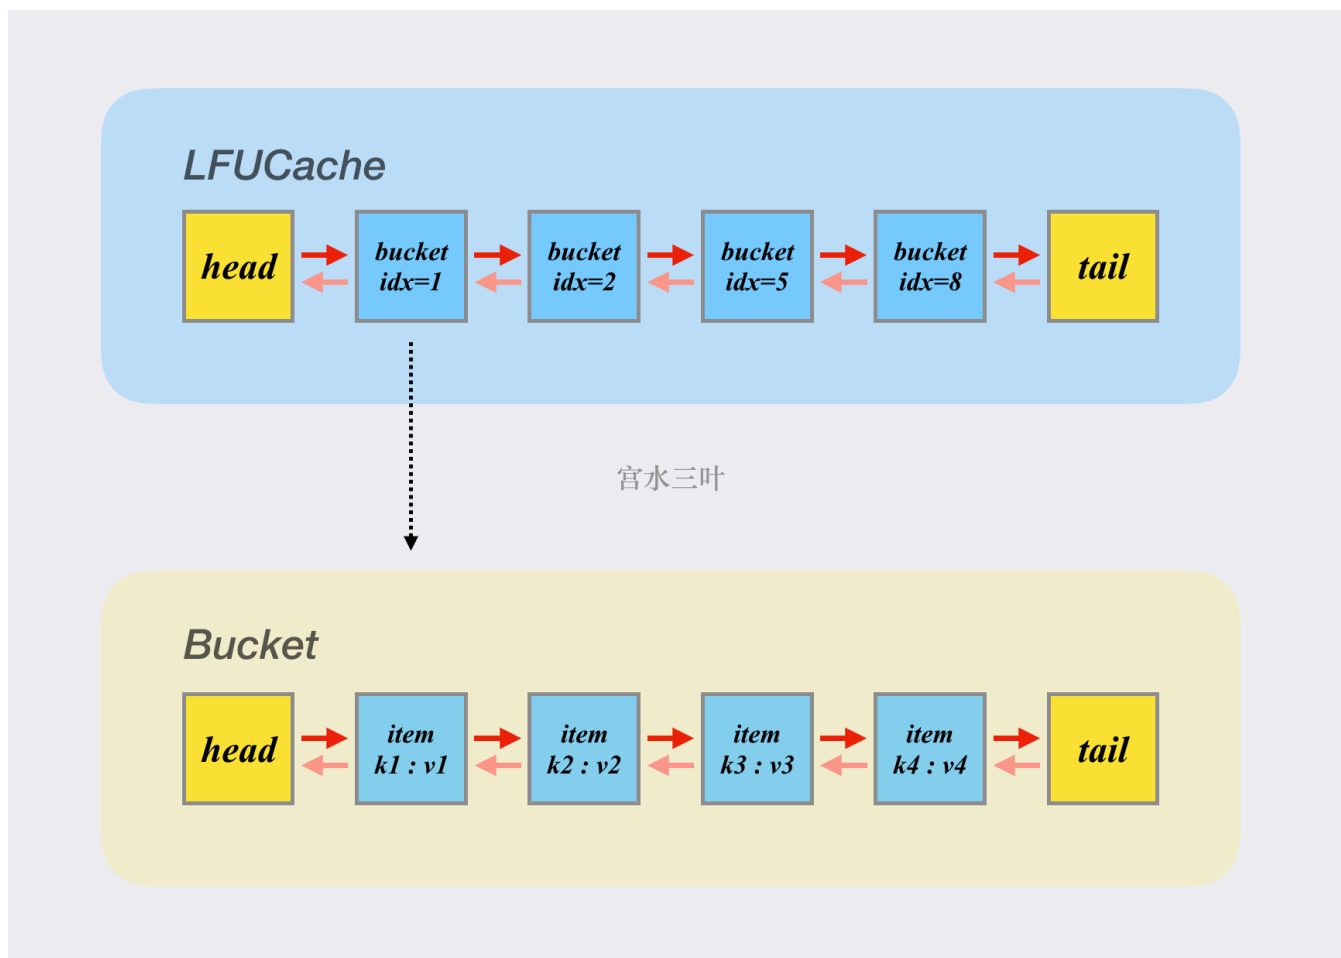 LFUCache
head
bucket
idx=1
bucket
idx=2
bucket
idx=5
bucket
idx=8
tail
宫水三叶
Bucket
head
item
k1 : v1
item
k2 : v2
item
k3 : v3
item
k4 : v4
tail